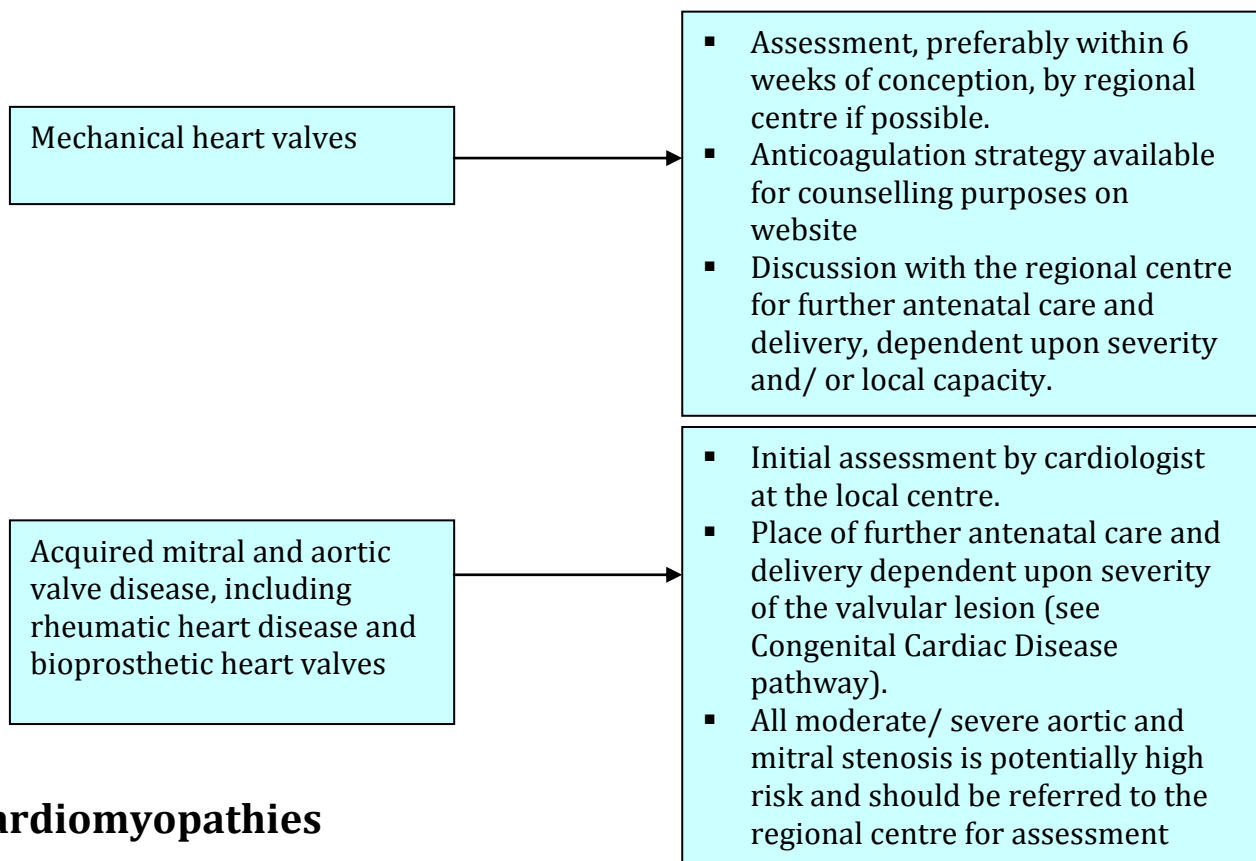 Mechanical heart valves
▪ Assessment, preferably within 6
weeks of conception, by regional
centre if possible.
▪ Anticoagulation strategy available
for counselling purposes on
website
▪ Discussion with the regional centre
for further antenatal care and
delivery, dependent upon severity
and/ or local capacity.
Acquired mitral and aortic
valve disease, including
rheumatic heart disease and
bioprosthetic heart valves
▪ Initial assessment by cardiologist
at the local centre.
▪ Place of further antenatal care and
delivery dependent upon severity
of the valvular lesion (see
Congenital Cardiac Disease
pathway).
▪ All moderate/ severe aortic and
mitral stenosis is potentially high
risk and should be referred to the
regional centre for assessment
ardiomyopathies